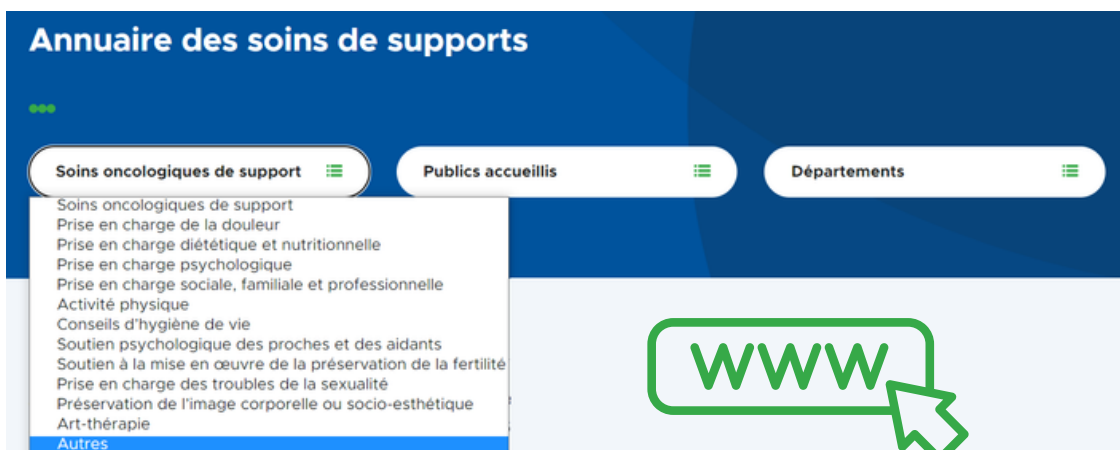 Annuaire des soins de supports
Soins oncologiques de support
Publics accueillis
Départements
Soins oncologiques de support
Prise en charge de la douleur
Prise en charge diététique et nutritionnelle
Prise en charge psychologique
Prise en charge sociale, familiale et professionnelle
Activité physique
Conseils d'hygiène de vie
Soutien psychologique des proches et des aidants
Soutien à la mise en œuvre de la préservation de la fertilité
Prise en charge des troubles de la sexualité
Préservation de l'image corporelle ou socio-esthétique
Art-thérapie
Autres
WWW